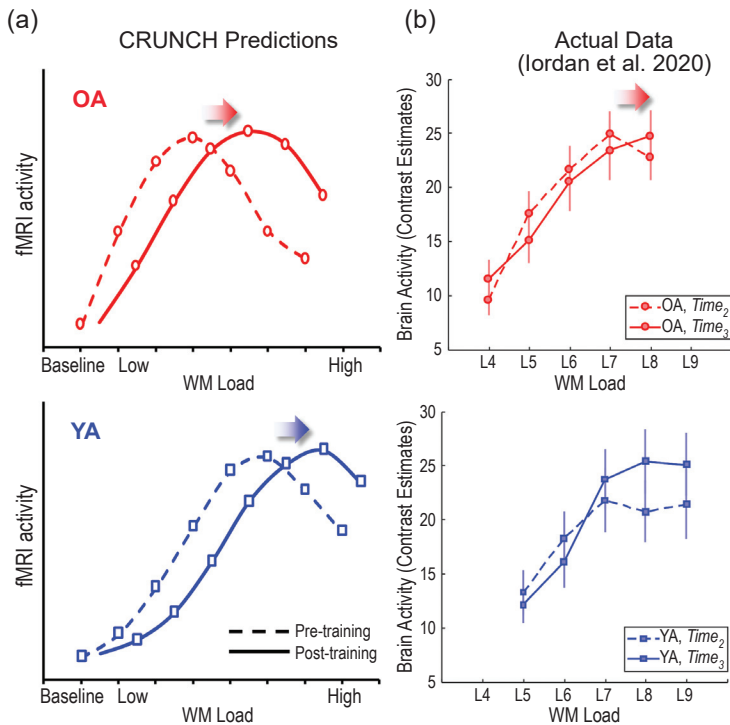 (a)
CRUNCH Predictions
OA
fMRI activity
Baseline Low High
WM Load
YA
fMRI activity
Pre-training
Post-training
Baseline Low High
WM Load
(b)
Actual Data
(Iordan et al. 2020)
Brain Activity (Contrast Estimates)
30
25
20
15
10
5
OA, Time2
OA, Time3
L4 L5 L6 L7 L8 L9
WM Load
Brain Activity (Contrast Estimates)
30
25
20
15
10
5
YA, Time2
YA, Time3
L4 L5 L6 L7 L8 L9
WM Load